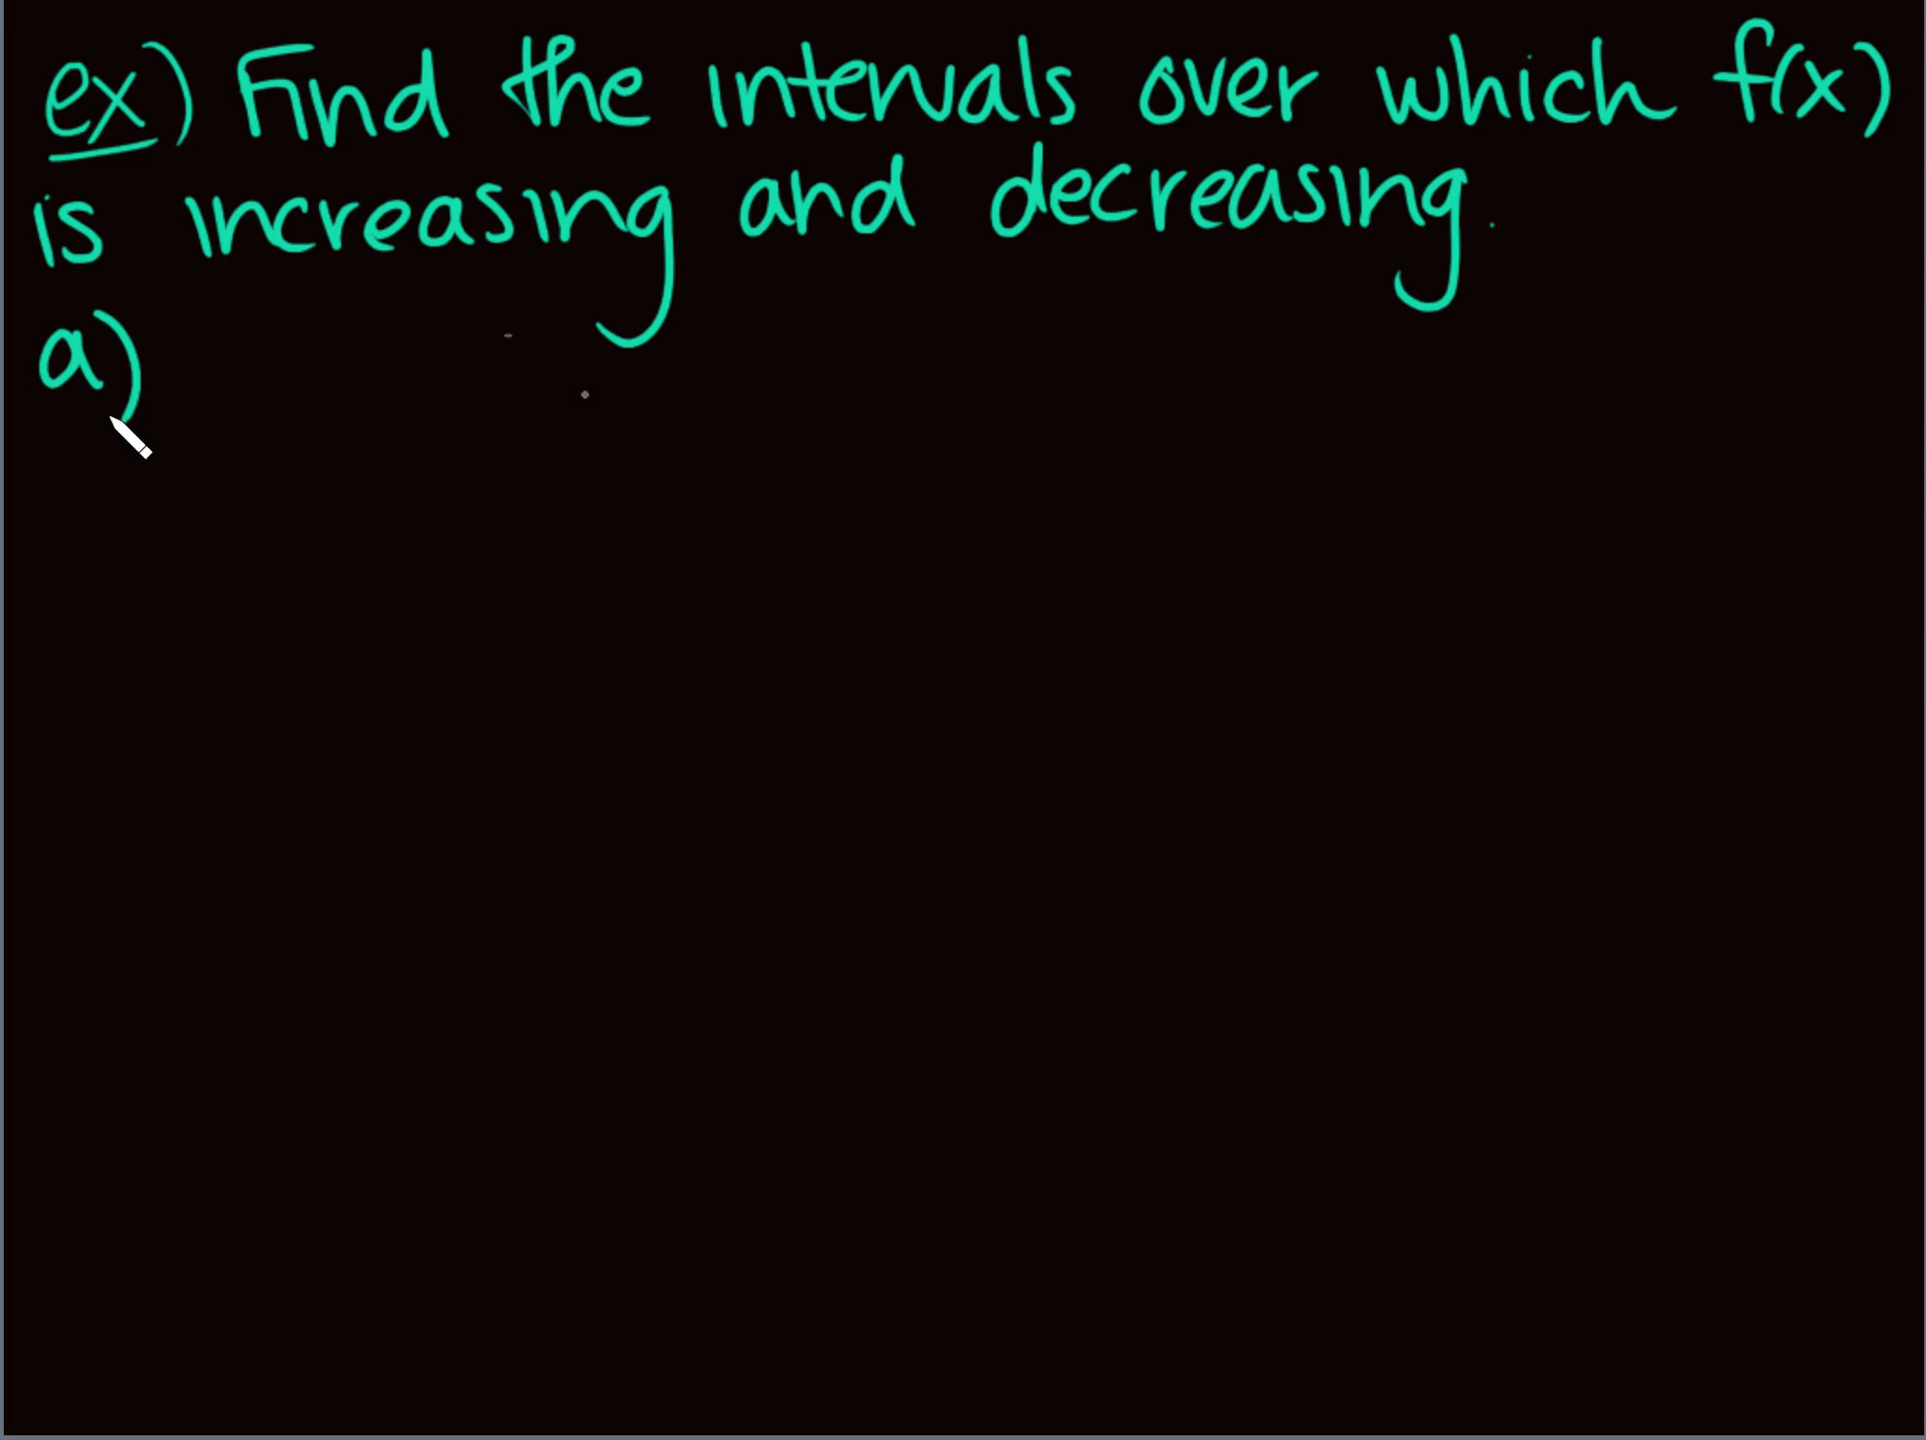 ex) Find the intervals over which f(x)
is increasing and decreasing.
a)